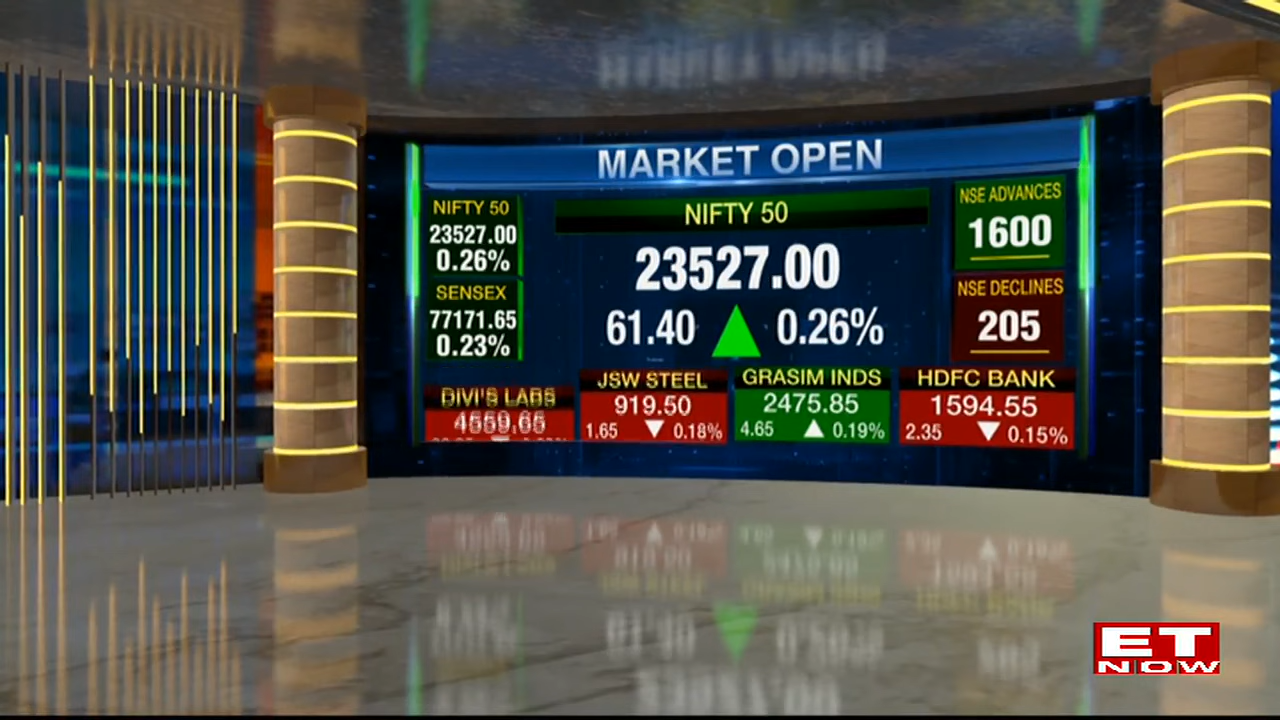 MARKET OPEN
NIFTY 50
23527.00
0.26%
SENSEX
77171.65
0.23%
NIFTY 50
23527.00
61.40 0.26%
NSE ADVANCES
1600
NSE DECLINES
205
DIVI'S LABS
JSW STEEL
919.50
1.65 0.18%
GRASIM INDS
2475.85
4.65 0.19%
HDFC BANK
1594.55
2.35 0.15%
ET
NOW